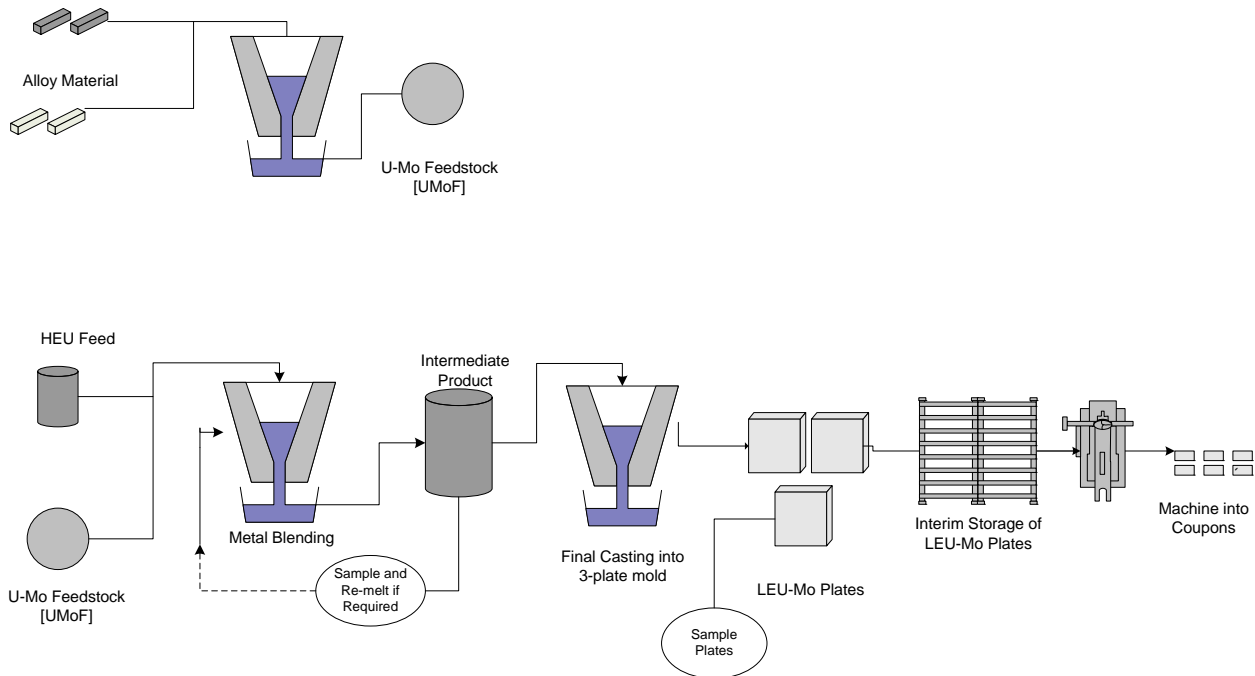 Alloy Material
U-Mo Feedstock
[UMoF]
HEU Feed
Intermediate
Product
Metal Blending
Sample and
Re-melt if
Required
U-Mo Feedstock
[UMoF]
Final Casting into
3-plate mold
LEU-Mo Plates
Sample
Plates
Interim Storage of
LEU-Mo Plates
Machine into
Coupons